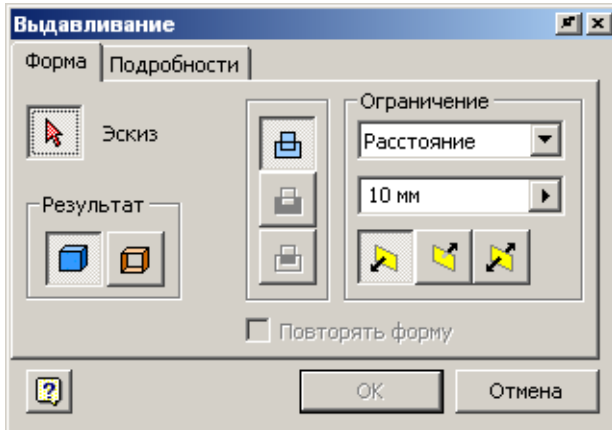 Выдавливание
Форма
Подробности
Эскиз
Результат
Ограничение
Расстояние
10 мм
Повторять форму
?
OK
Отмена